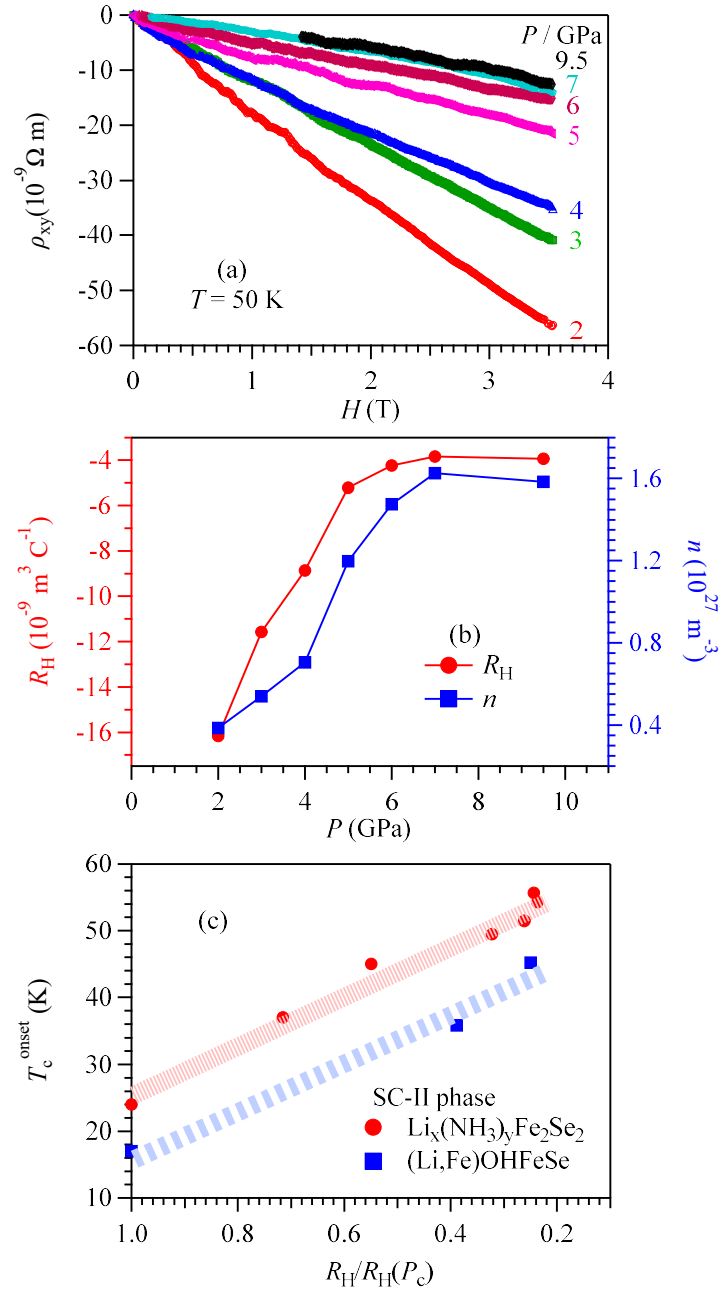 0
-10
-20
-30
-40
-50
-60
ρxy(10-9Ω m)
P / GPa
9.5
7
6
5
4
3
2
(a)
T = 50 K
0 1 2 3 4
H (T)
-4
-6
-8
-10
-12
-14
-16
RH (10-9 m3 C-1)
1.6
1.2
0.8
0.4
n (1027 m-3)
(b)
RH
n
0 2 4 6 8 10
P (GPa)
60
50
40
30
20
10
Tc onset (K)
(c)
SC-II phase
Lix(NH3)yFe2Se2
(Li,Fe)OHFeSe
1.0 0.8 0.6 0.4 0.2
RH/RH(Pc)